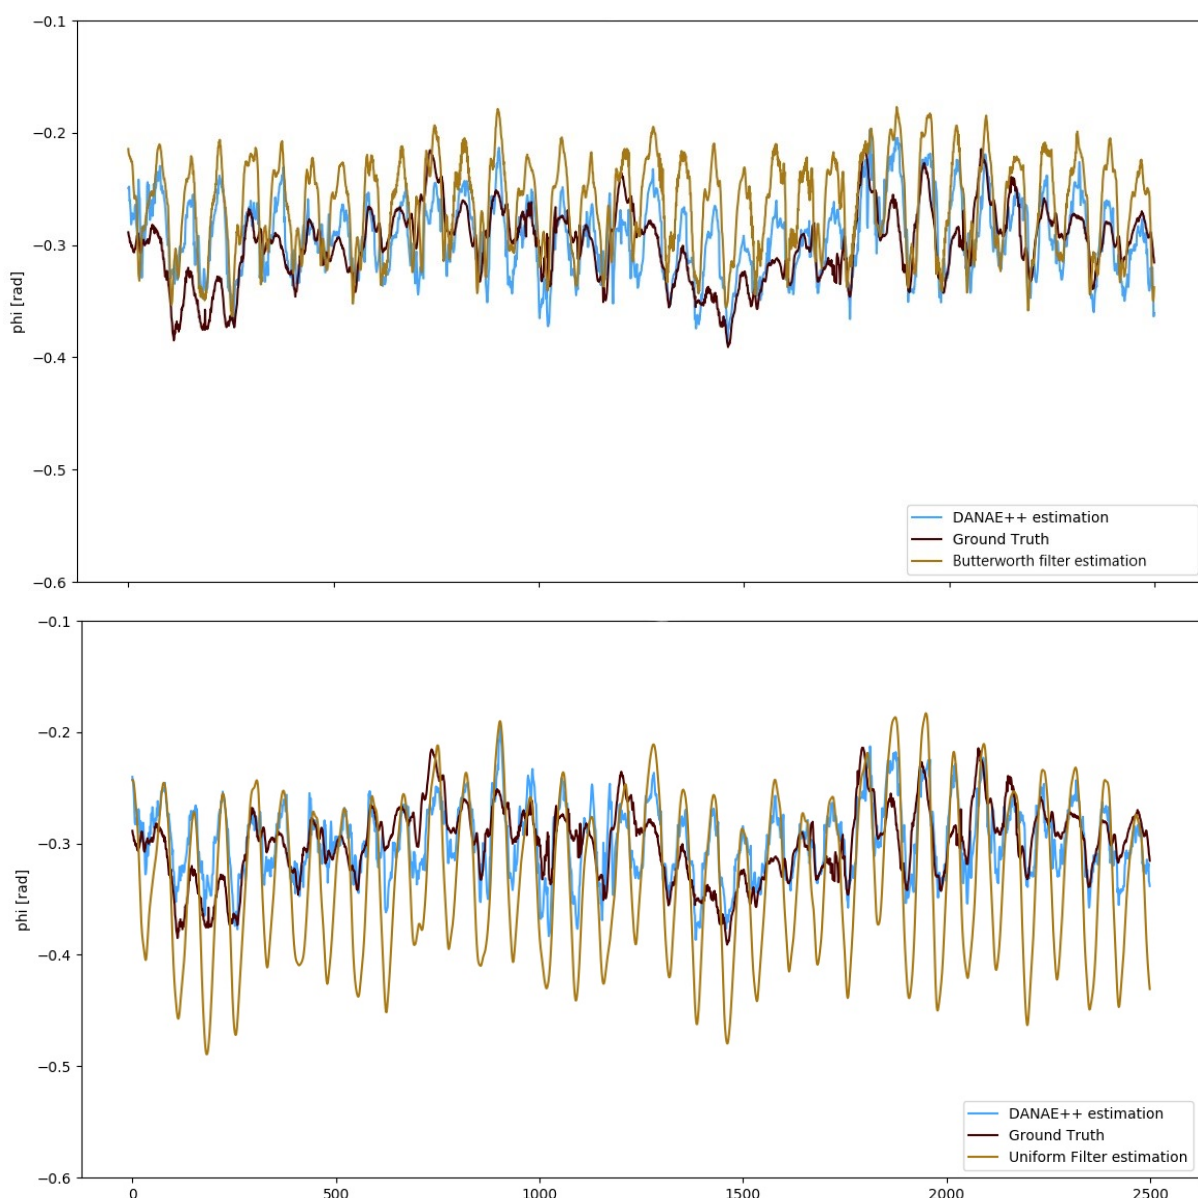 −0.1
−0.2
−0.3
−0.4
−0.5
−0.6
phi [rad]
DANAE++ estimation
Ground Truth
Butterworth filter estimation
−0.1
−0.2
−0.3
−0.4
−0.5
−0.6
phi [rad]
DANAE++ estimation
Ground Truth
Uniform Filter estimation
0 500 1000 1500 2000 2500